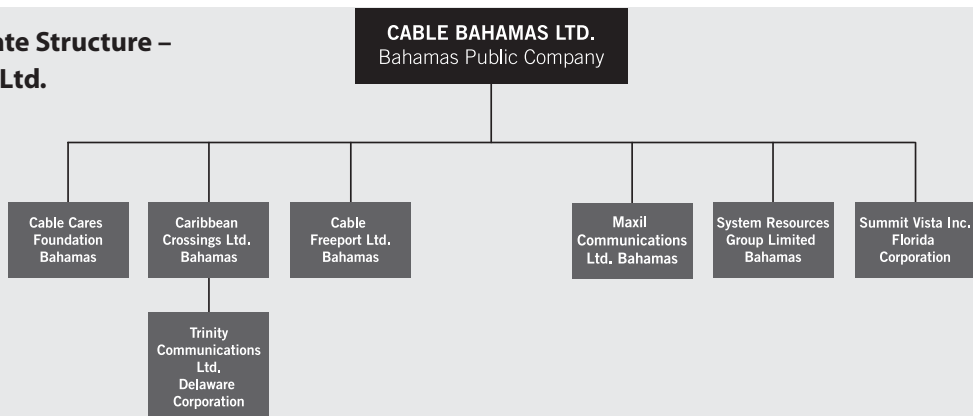 Structure –
Ltd.
CABLE BAHAMAS LTD.
Bahamas Public Company
Cable Cares
Foundation
Bahamas
Caribbean
Crossings Ltd.
Bahamas
Cable
Freeport Ltd.
Bahamas
Maxil
Communications
Ltd. Bahamas
System Resources
Group Limited
Bahamas
Summit Vista Inc.
Florida
Corporation
Trinity
Communications
Ltd.
Delaware
Corporation